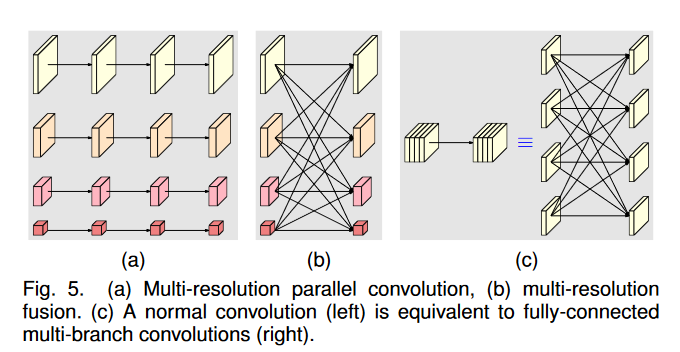 (a)
(b)
(c)
Fig. 5. (a) Multi-resolution parallel convolution, (b) multi-resolution
fusion. (c) A normal convolution (left) is equivalent to fully-connected
multi-branch convolutions (right).